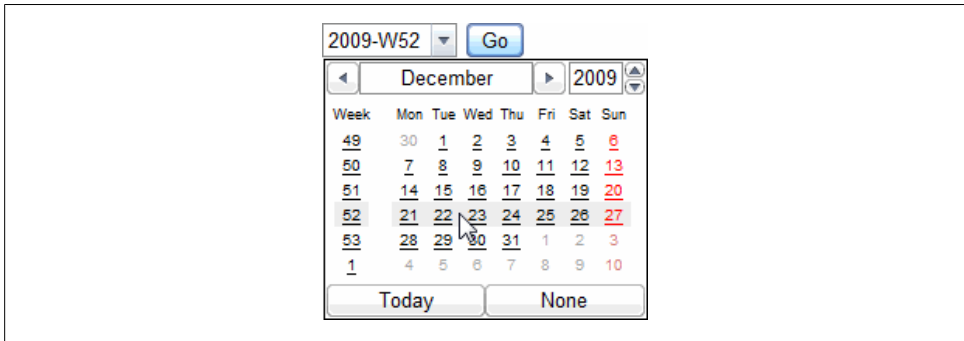 2009-W52 Go
December 2009
Week Mon Tue Wed Thu Fri Sat Sun
49 30 1 2 3 4 5 6
50 7 8 9 10 11 12 13
51 14 15 16 17 18 19 20
52 21 22 23 24 25 26 27
53 28 29 30 31 1 2 3
1 4 5 6 7 8 9 10
Today None